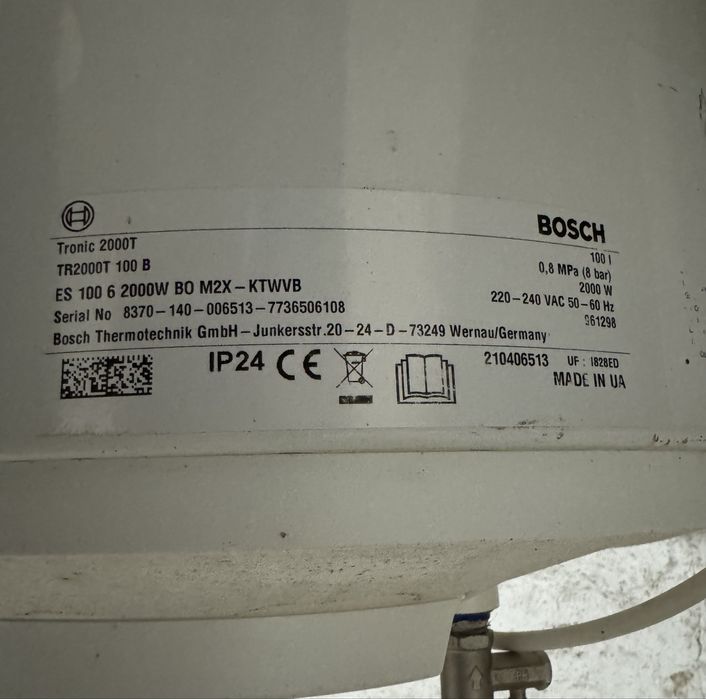 BOSCH
Tronic 2000T
100 l
TR2000T 100 B
0,8 MPa (8 bar)
ES 100 6 2000W BO M2X-KTWVB
2000 W
Serial No 8370-140-006513-7736506108
220-240 VAC 50-60 Hz
Bosch Thermotechnik GmbH-Junkersstr.20-24-D-73249 Wernau/Germany
961298
IP24 CE
210406513 UF: I828ED
MADE IN UA